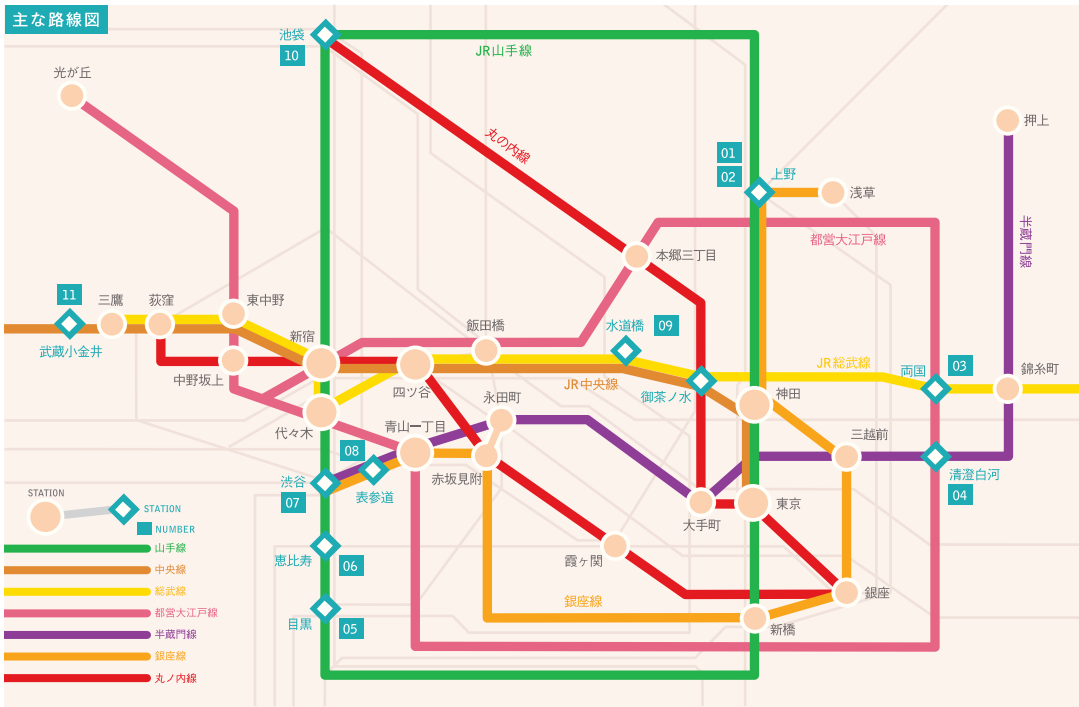 主な路線図
池袋
10
JR山手線
光が丘
丸の内線
01
02
上野
浅草
押上
半蔵門線
都営大江戸線
本郷三丁目
11
三鷹
荻窪
東中野
新宿
飯田橋
水道橋
09
武蔵小金井
中野坂上
四ツ谷
JR中央線
御茶ノ水
JR総武線
両国
03
錦糸町
代々木
永田町
青山一丁目
神田
三越前
08
渋谷
07
表参道
赤坂見附
清澄白河
04
大手町
東京
STATION
STATION
NUMBER
恵比寿
06
霞ヶ関
銀座
目黒
05
銀座線
新橋
山手線
中央線
総武線
都営大江戸線
半蔵門線
銀座線
丸ノ内線